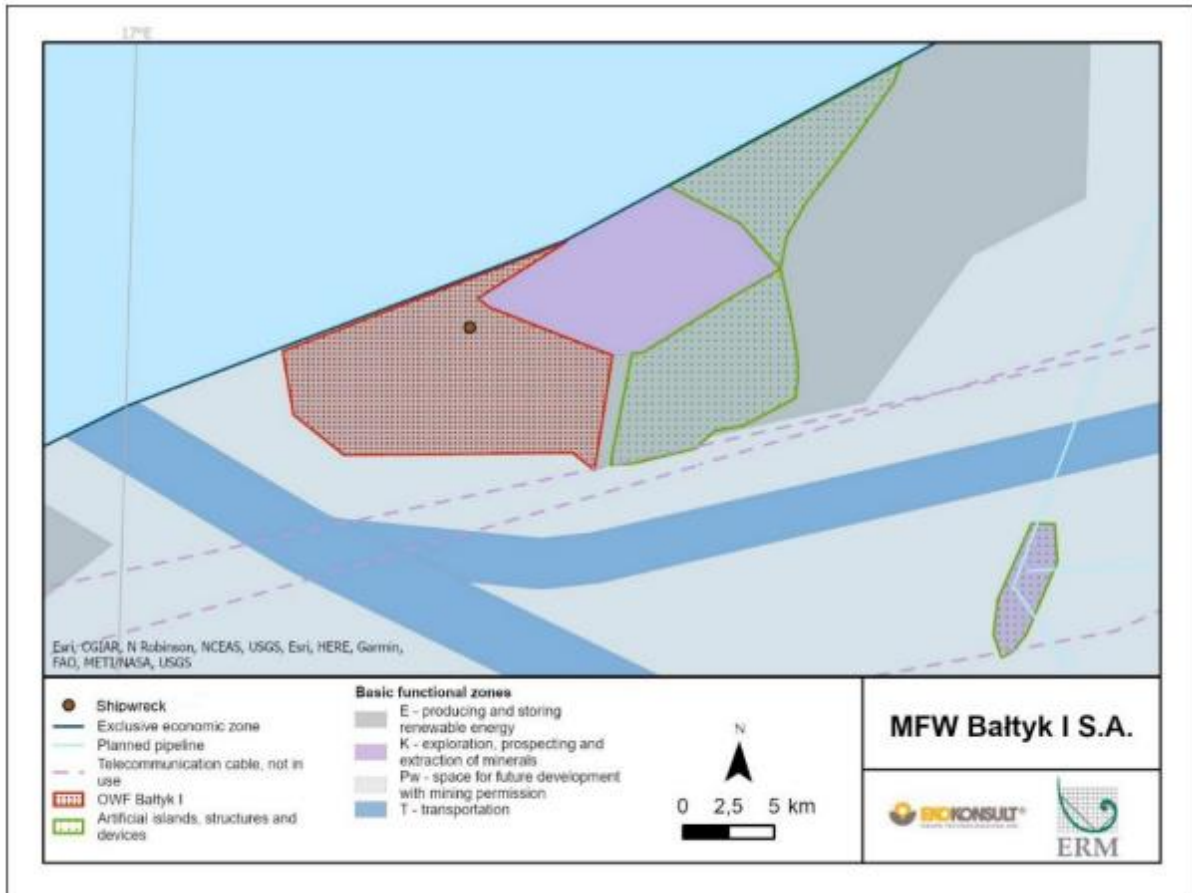 17°E
Esri, CGIAR, N Robinson, NCEAS, USGS, Esri, HERE, Garmin,
FAO, METI/NASA, USGS
Shipwreck
Exclusive economic zone
Planned pipeline
Telecommunication cable, not in
use
OWF Bałtyk I
Artificial islands, structures and
devices
Basic functional zones
E - producing and storing
renewable energy
K - exploration, prospecting and
extraction of minerals
Pw - space for future development
with mining permission
T - transportation
N
0 2,5 5 km
MFW Bałtyk I S.A.
EKOKONSULT®
ERM